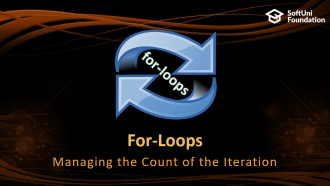 SoftUni
Foundation
for-loops
For-Loops
Managing the Count of the Iteration